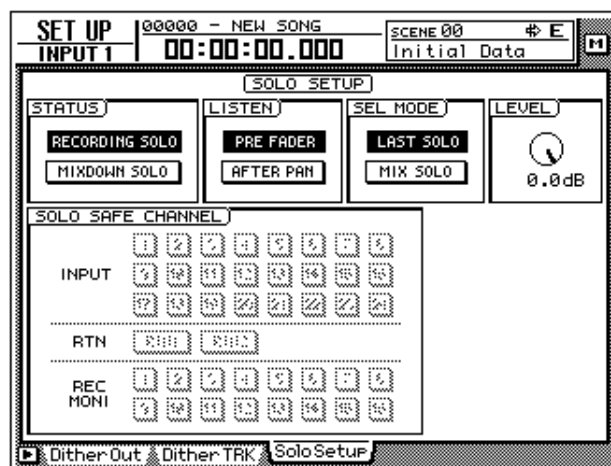 SET UP
INPUT 1
00000 - NEW SONG
00:00:00.000
SCENE 00
E
Initial Data
M
SOLO SETUP
STATUS
RECORDING SOLO
MIXDOWN SOLO
LISTEN
PRE FADER
AFTER PAN
SEL MODE
LAST SOLO
MIX SOLO
LEVEL
0.0dB
SOLO SAFE CHANNEL
INPUT
1 2 3 4 5 6 7 8
9 10 11 12 13 14 15 16
17 18 19 20 21 22 23 24
RTN
REC MONI
1 2 3 4 5 6 7 8
9 10 11 12 13 14 15 16
Dither Out
Dither TRK
Solo Setup